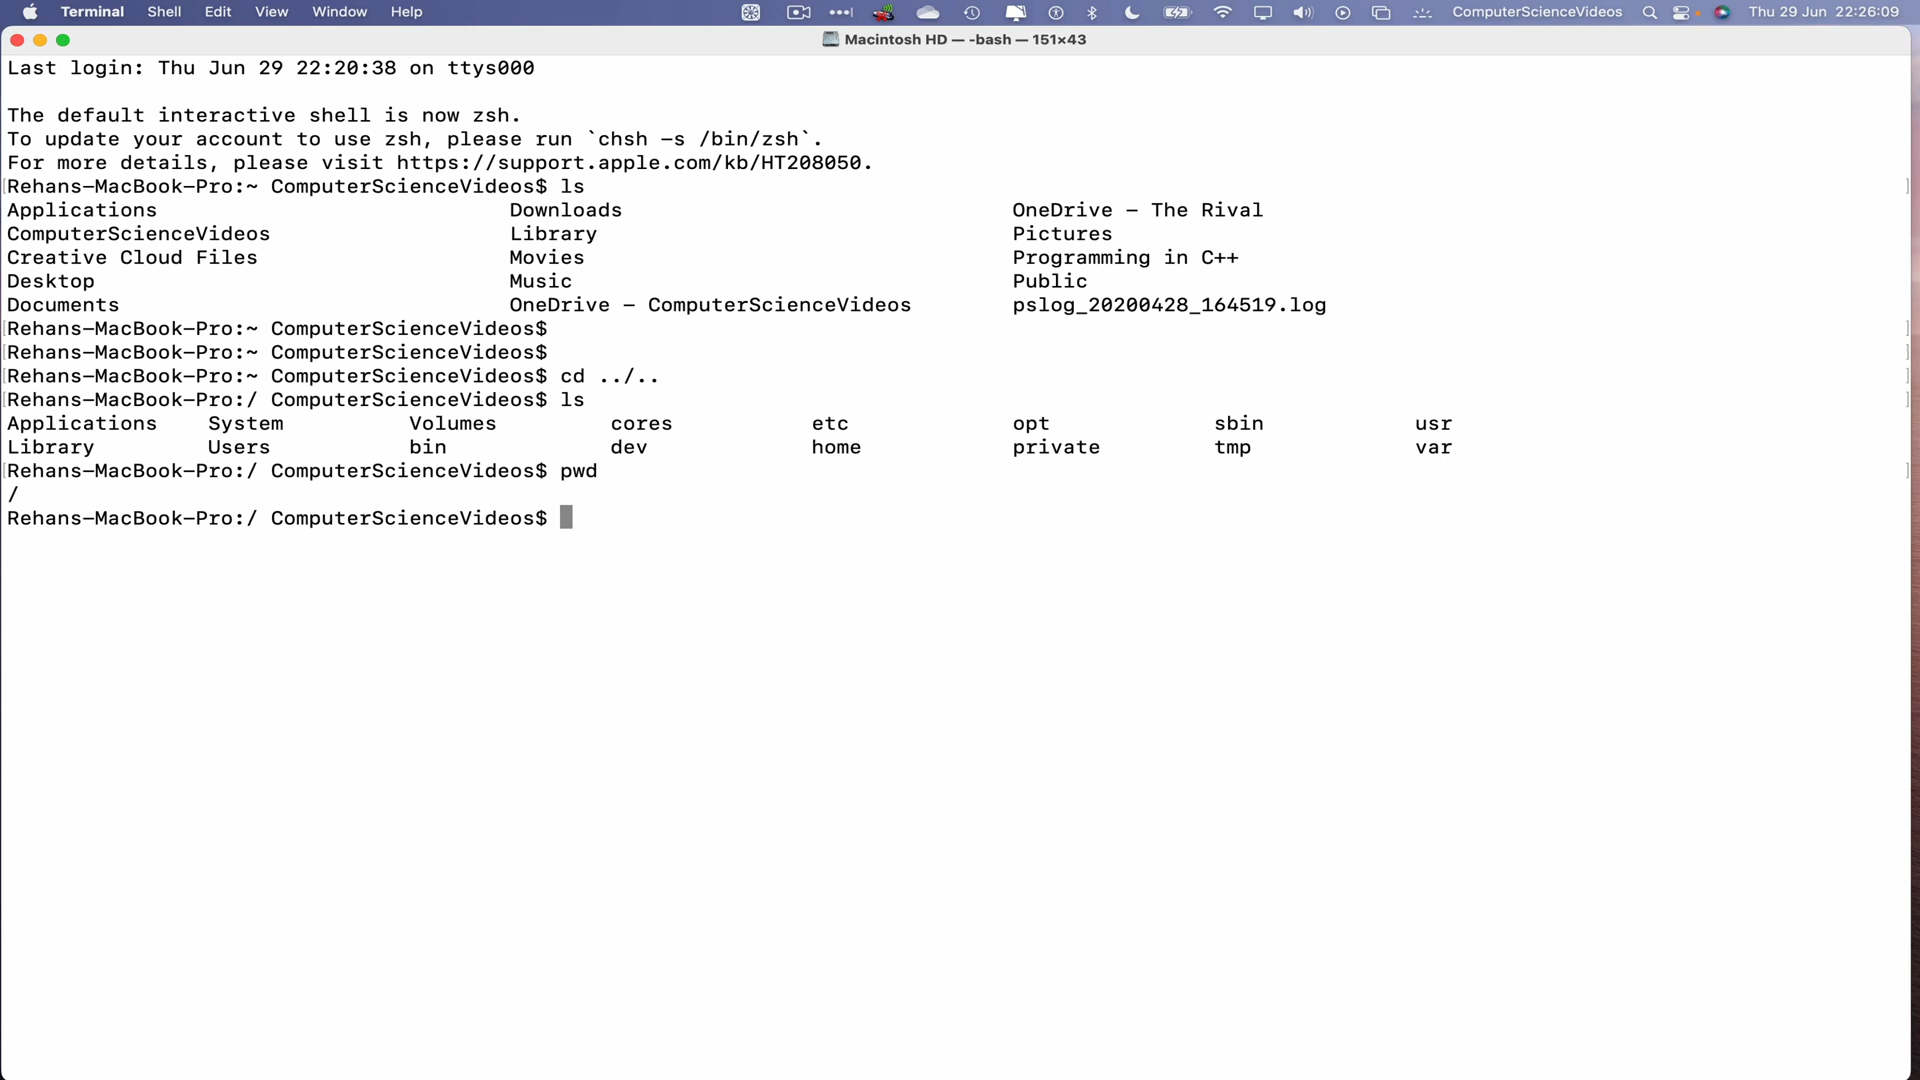 Terminal Shell Edit View Window Help ComputerScienceVideos Thu 29 Jun 22:26:09
Macintosh HD — -bash — 151×43
Last login: Thu Jun 29 22:20:38 on ttys000
The default interactive shell is now zsh.
To update your account to use zsh, please run `chsh -s /bin/zsh`.
For more details, please visit https://support.apple.com/kb/HT208050.
[Rehans-MacBook-Pro:~ ComputerScienceVideos$ ls ]
Applications Downloads OneDrive - The Rival
ComputerScienceVideos Library Pictures
Creative Cloud Files Movies Programming in C++
Desktop Music Public
Documents OneDrive - ComputerScienceVideos pslog_20200428_164519.log
[Rehans-MacBook-Pro:~ ComputerScienceVideos$ ]
[Rehans-MacBook-Pro:~ ComputerScienceVideos$ ]
[Rehans-MacBook-Pro:~ ComputerScienceVideos$ cd ../.. ]
[Rehans-MacBook-Pro:/ ComputerScienceVideos$ ls ]
Applications System Volumes cores etc opt sbin usr
Library Users bin dev home private tmp var
[Rehans-MacBook-Pro:/ ComputerScienceVideos$ pwd ]
/
Rehans-MacBook-Pro:/ ComputerScienceVideos$